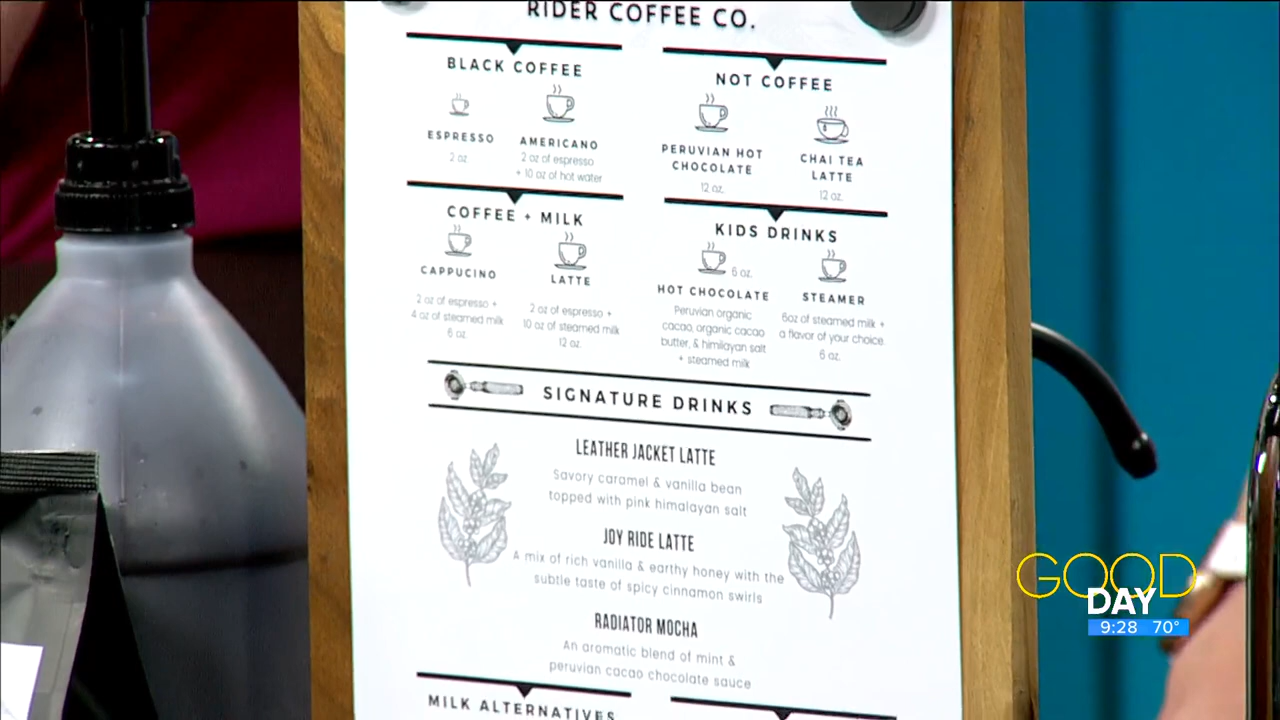 RIDER COFFEE CO.
BLACK COFFEE
ESPRESSO
2 oz
AMERICANO
2 oz of espresso
+ 10 oz of hot water
NOT COFFEE
PERUVIAN HOT
CHOCOLATE
12 oz.
CHAI TEA
LATTE
12 oz.
COFFEE + MILK
CAPPUCINO
2 oz of espresso +
4 oz of steamed milk
6 oz.
LATTE
2 oz of espresso +
10 oz of steamed milk
12 oz.
KIDS DRINKS
6 oz.
HOT CHOCOLATE
Peruvian organic
cacao, organic cacao
butter, & himilayan salt
+ steamed milk
STEAMER
6oz of steamed milk +
a flavor of your choice.
6 oz.
SIGNATURE DRINKS
LEATHER JACKET LATTE
Savory caramel & vanilla bean
topped with pink himalayan salt
JOY RIDE LATTE
A mix of rich vanilla & earthy honey with the
subtle taste of spicy cinnamon swirls
RADIATOR MOCHA
An aromatic blend of mint &
peruvian cacao chocolate sauce
MILK ALTERNATIVES
GOOD
DAY
9:28 70°